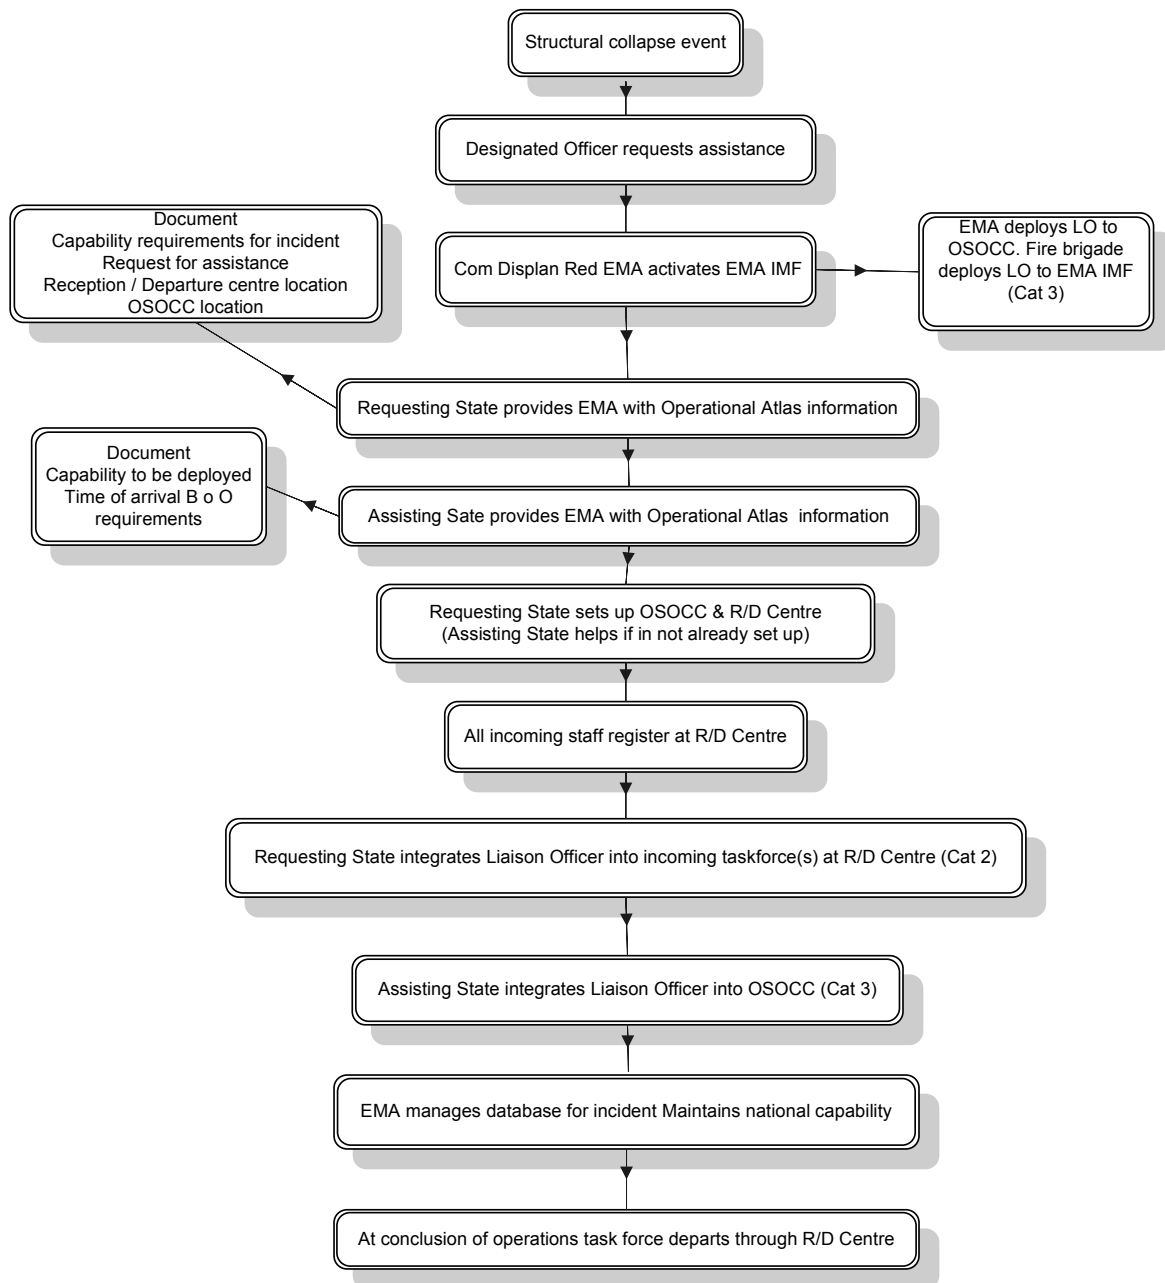 Structural collapse event
Designated Officer requests assistance
Document
Capability requirements for incident
Request for assistance
Reception / Departure centre location
OSOCC location
Com Displan Red EMA activates EMA IMF
EMA deploys LO to
OSOCC. Fire brigade
deploys LO to EMA IMF
(Cat 3)
Requesting State provides EMA with Operational Atlas information
Document
Capability to be deployed
Time of arrival B o O
requirements
Assisting Sate provides EMA with Operational Atlas information
Requesting State sets up OSOCC & R/D Centre
(Assisting State helps if in not already set up)
All incoming staff register at R/D Centre
Requesting State integrates Liaison Officer into incoming taskforce(s) at R/D Centre (Cat 2)
Assisting State integrates Liaison Officer into OSOCC (Cat 3)
EMA manages database for incident Maintains national capability
At conclusion of operations task force departs through R/D Centre